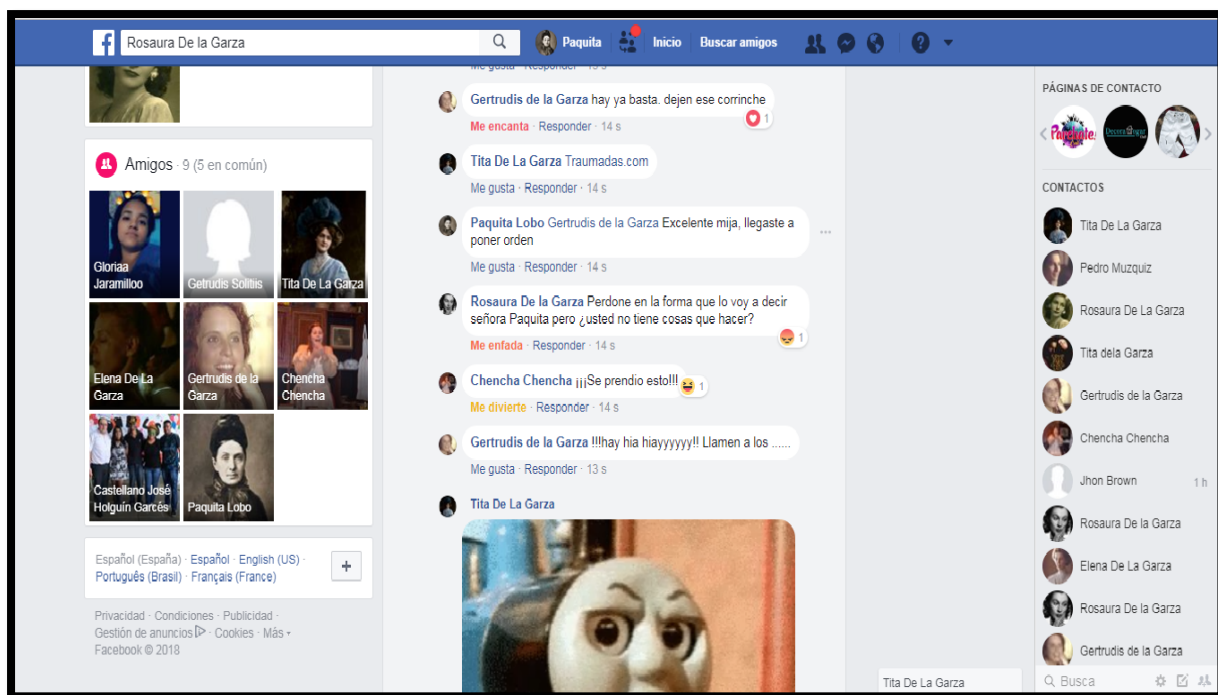 Rosaura De la Garza
Paquita
Inicio
Buscar amigos
Amigos · 9 (5 en común)
Gloriaa
Jaramilloo
Getrudis Solitiis
Tita De La Garza
Elena De La
Garza
Gertrudis de la
Garza
Chencha
Chencha
Castellano José
Holguín Garcés
Paquita Lobo
Español (España) · Español · English (US) ·
Português (Brasil) · Français (France)
Privacidad · Condiciones · Publicidad ·
Gestión de anuncios · Cookies · Más
Facebook © 2018
Me gusta · Responder · 13 s
Gertrudis de la Garza hay ya basta. dejen ese corrinche
1
Me encanta · Responder · 14 s
Tita De La Garza Traumadas.com
Me gusta · Responder · 14 s
Paquita Lobo Gertrudis de la Garza Excelente mija, llegaste a
poner orden
Me gusta · Responder · 14 s
Rosaura De la Garza Perdone en la forma que lo voy a decir
señora Paquita pero ¿usted no tiene cosas que hacer?
1
Me enfada · Responder · 14 s
Chencha Chencha ¡¡¡Se prendio esto!!!
1
Me divierte · Responder · 14 s
Gertrudis de la Garza !!!hay hia hiayyyyyy!! Llamen a los ......
Me gusta · Responder · 13 s
Tita De La Garza
PÁGINAS DE CONTACTO
CONTACTOS
Tita De La Garza
Pedro Muzquiz
Rosaura De La Garza
Tita dela Garza
Gertrudis de la Garza
Chencha Chencha
Jhon Brown 1 h
Rosaura De la Garza
Elena De La Garza
Rosaura De la Garza
Gertrudis de la Garza
Tita De La Garza
Busca